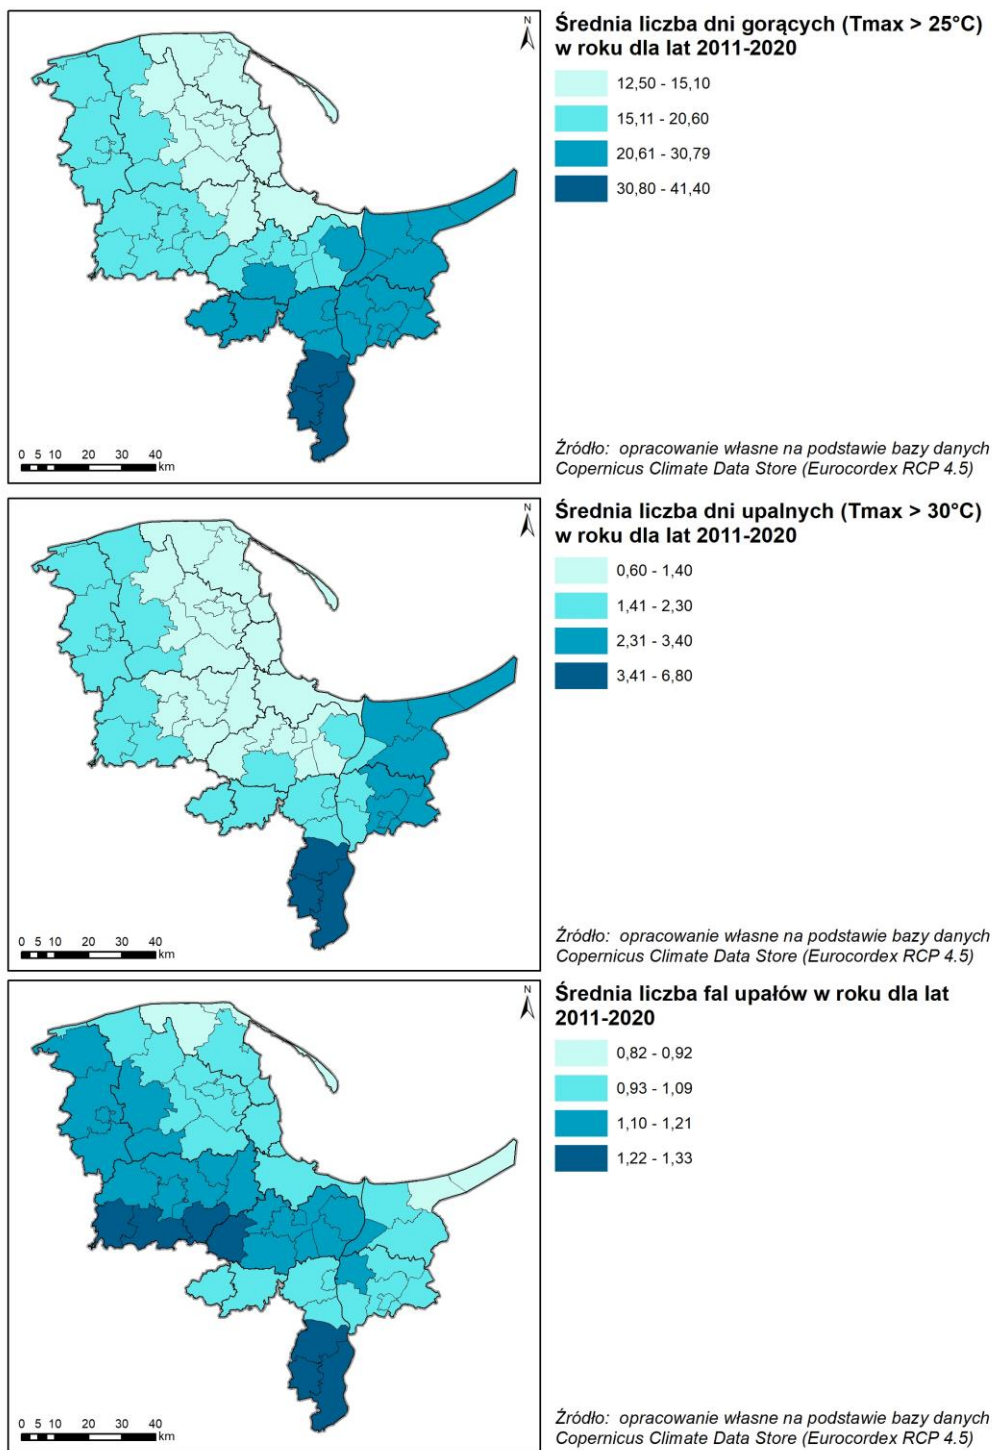 N
Średnia liczba dni gorących (Tmax > 25°C)
w roku dla lat 2011-2020
12,50 - 15,10
15,11 - 20,60
20,61 - 30,79
30,80 - 41,40
0 5 10 20 30 40
km
Źródło: opracowanie własne na podstawie bazy danych
Copernicus Climate Data Store (Eurocordex RCP 4.5)
N
Średnia liczba dni upalnych (Tmax > 30°C)
w roku dla lat 2011-2020
0,60 - 1,40
1,41 - 2,30
2,31 - 3,40
3,41 - 6,80
0 5 10 20 30 40
km
Źródło: opracowanie własne na podstawie bazy danych
Copernicus Climate Data Store (Eurocordex RCP 4.5)
N
Średnia liczba fal upałów w roku dla lat
2011-2020
0,82 - 0,92
0,93 - 1,09
1,10 - 1,21
1,22 - 1,33
0 5 10 20 30 40
km
Źródło: opracowanie własne na podstawie bazy danych
Copernicus Climate Data Store (Eurocordex RCP 4.5)